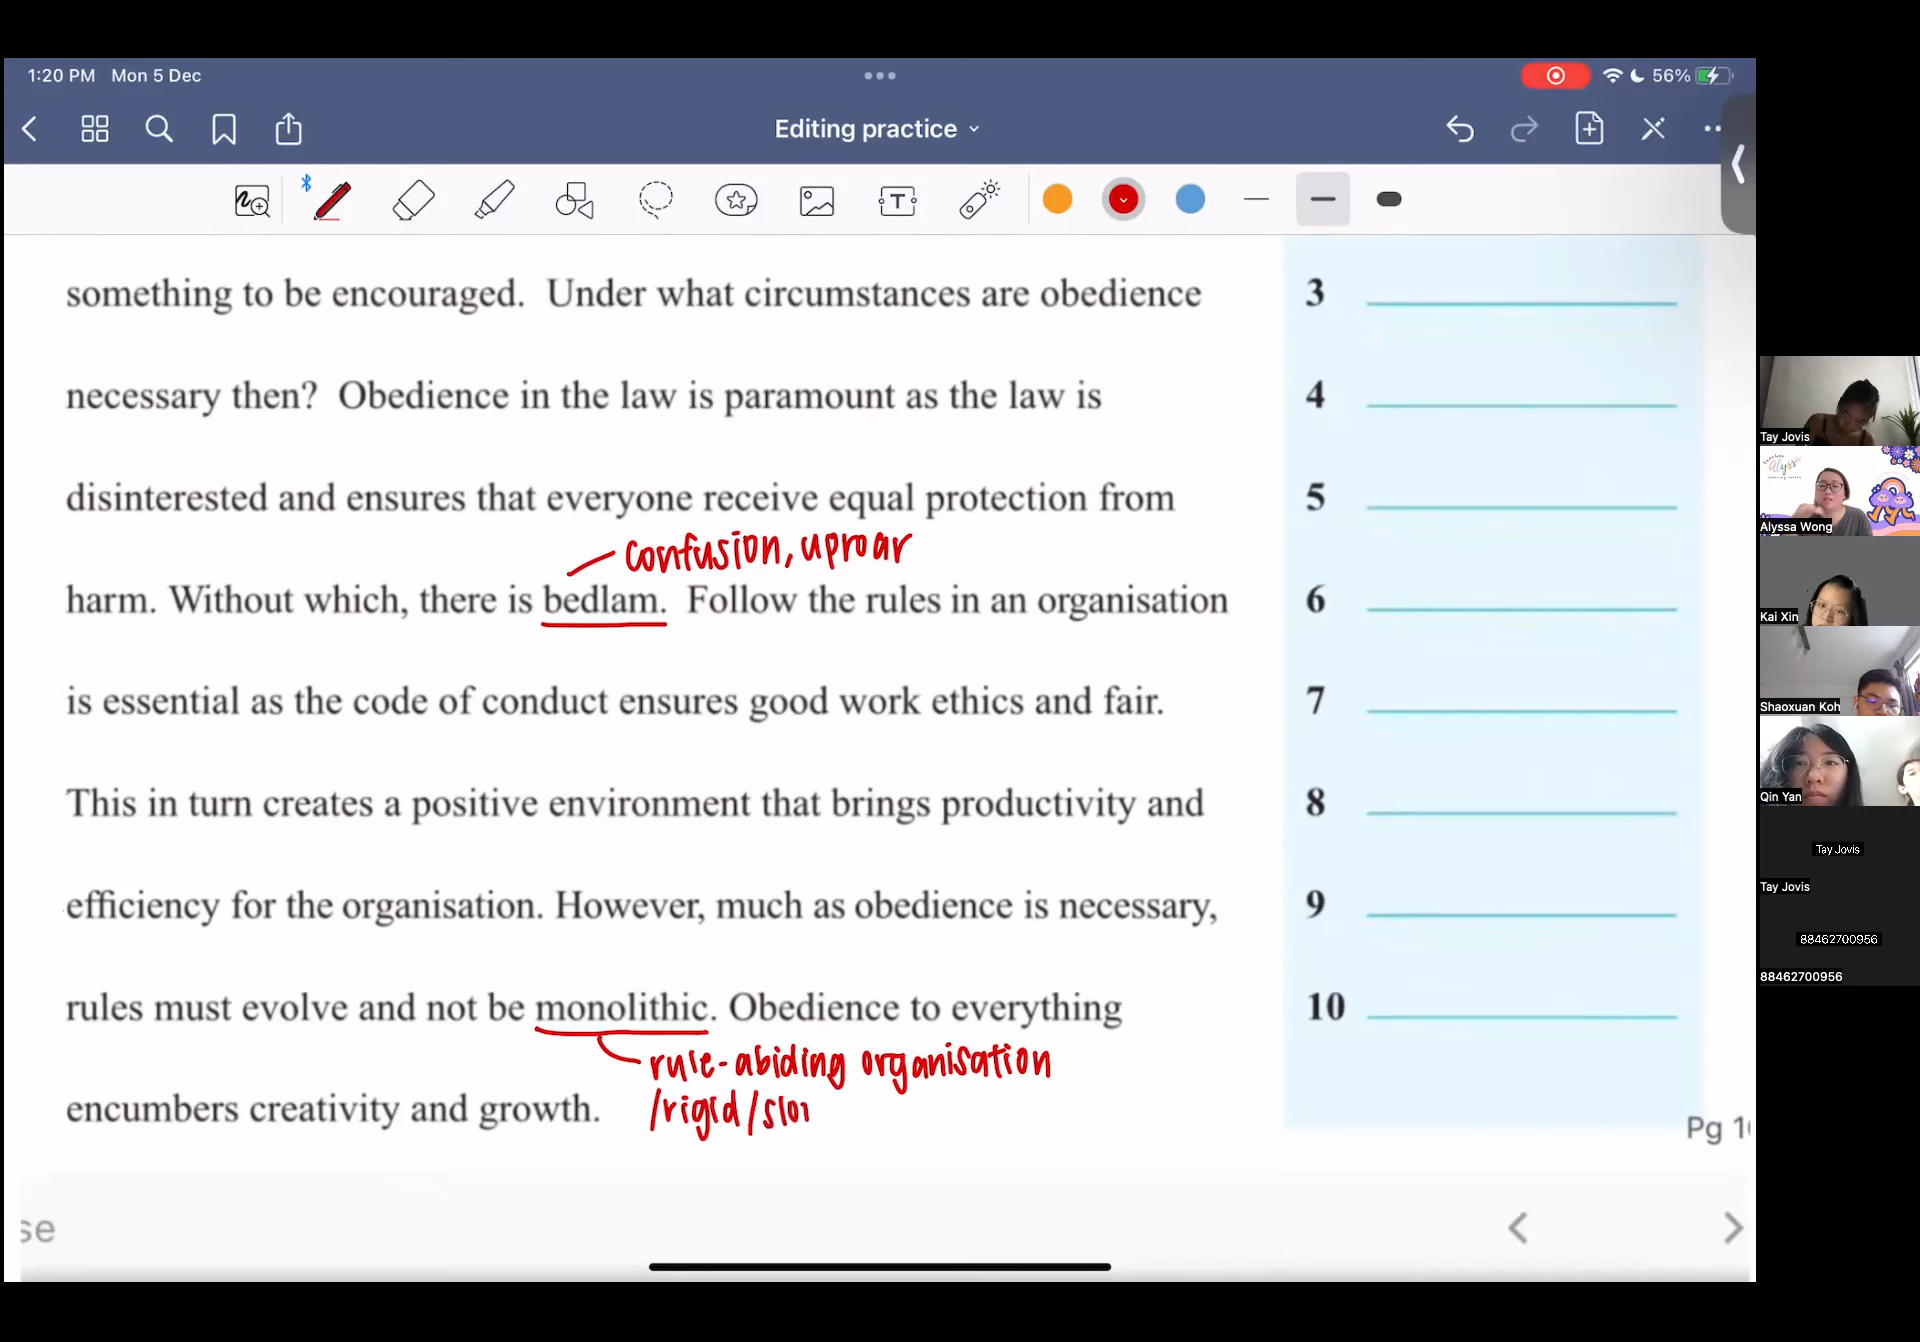 1:20 PM Mon 5 Dec
56%
Editing practice
T
something to be encouraged. Under what circumstances are obedience
3
necessary then? Obedience in the law is paramount as the law is
4
disinterested and ensures that everyone receive equal protection from
5
confusion, uproar
harm. Without which, there is bedlam. Follow the rules in an organisation
6
is essential as the code of conduct ensures good work ethics and fair.
7
This in turn creates a positive environment that brings productivity and
8
efficiency for the organisation. However, much as obedience is necessary,
9
rules must evolve and not be monolithic. Obedience to everything
10
rule-abiding organisation
encumbers creativity and growth.
/rigid/slo
Pg 1
se
Tay Jovis
Alyssa
Alyssa Wong
Kai Xin
Shaoxuan Koh
Qin Yan
Tay Jovis
Tay Jovis
88462700956
88462700956